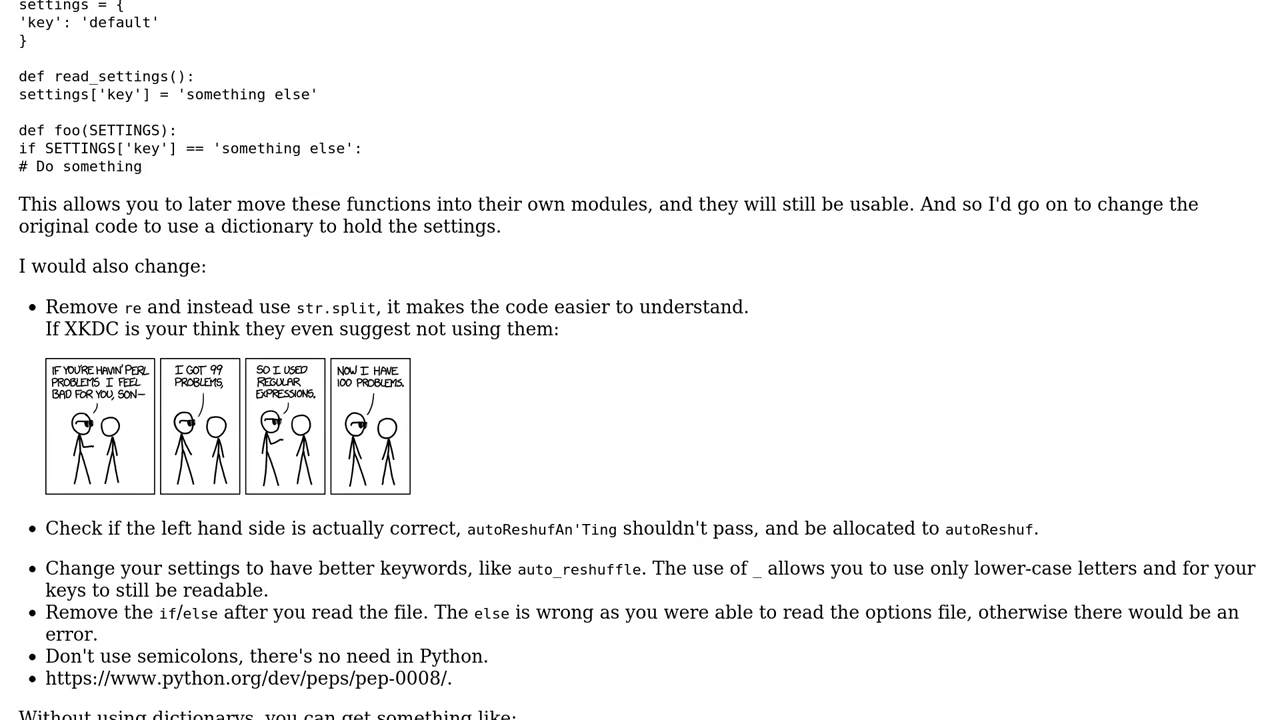 settings = {
'key': 'default'
}
def read_settings():
settings['key'] = 'something else'
def foo(SETTINGS):
if SETTINGS['key'] == 'something else':
# Do something
This allows you to later move these functions into their own modules, and they will still be usable. And so I'd go on to change the
original code to use a dictionary to hold the settings.
I would also change:
• Remove re and instead use str.split, it makes the code easier to understand.
If XKDC is your think they even suggest not using them:
IF YOU'RE HAVIN' PERL
PROBLEMS I FEEL
BAD FOR YOU, SON—
I GOT 99
PROBLEMS,
SO I USED
REGULAR
EXPRESSIONS.
NOW I HAVE
100 PROBLEMS.
• Check if the left hand side is actually correct, autoReshufAn'Ting shouldn't pass, and be allocated to autoReshuf.
• Change your settings to have better keywords, like auto_reshuffle. The use of _ allows you to use only lower-case letters and for your
keys to still be readable.
• Remove the if/else after you read the file. The else is wrong as you were able to read the options file, otherwise there would be an
error.
• Don't use semicolons, there's no need in Python.
• https://www.python.org/dev/peps/pep-0008/.
Without using dictionarys, you can get something like: